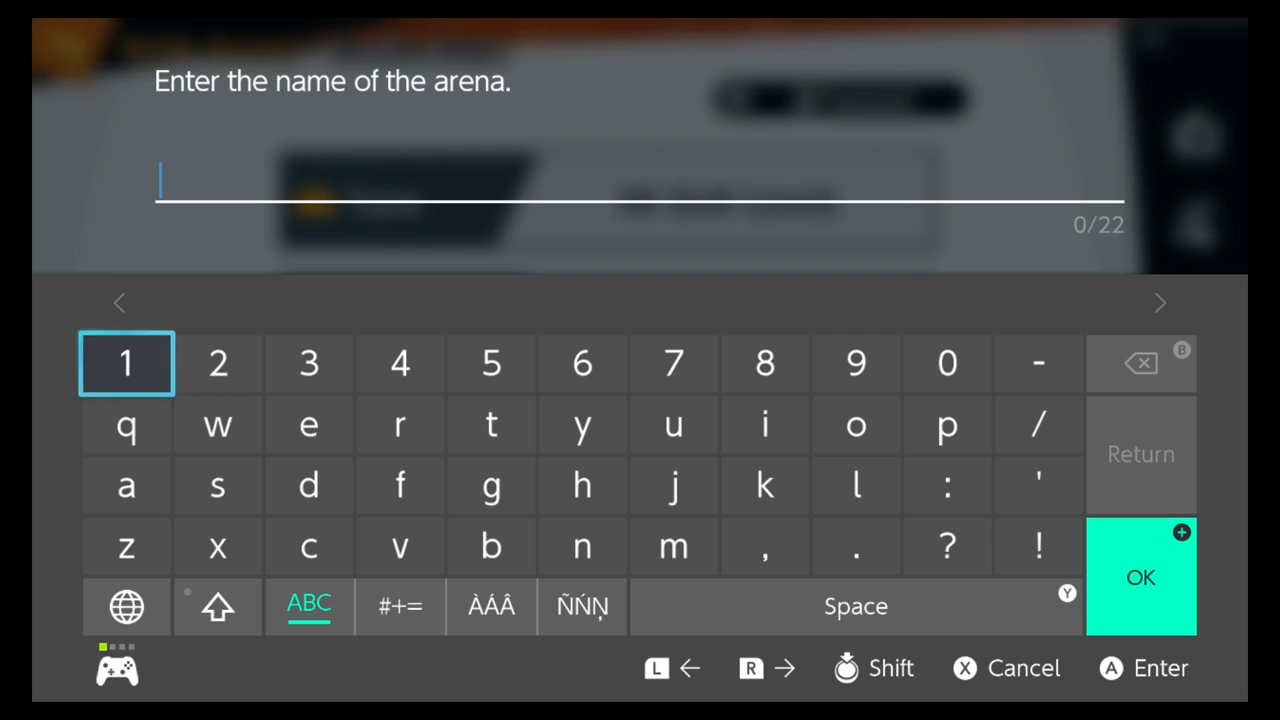 Enter the name of the arena.
0/22
1 2 3 4 5 6 7 8 9 0 - B
q w e r t y u i o p / Return
a s d f g h j k l : '
z x c v b n m , . ? ! +
ABC #+= ÀÁÂ ÑŃŅ Space Y OK
L ← R → Shift X Cancel A Enter